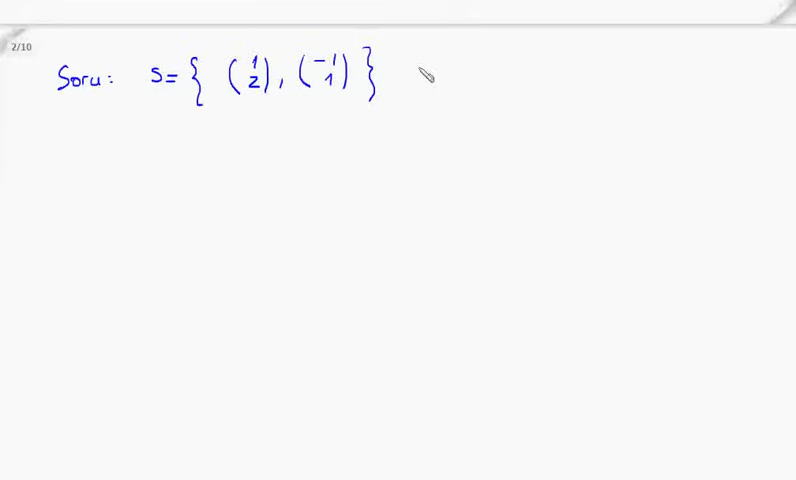 2/10
Soru: S = { (1 2), (-1 1) }